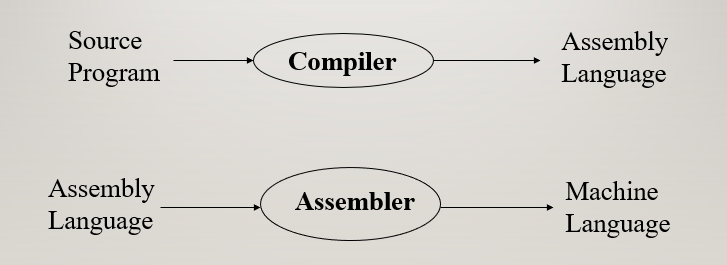 Source
Program
Compiler
Assembly
Language
Assembly
Language
Assembler
Machine
Language